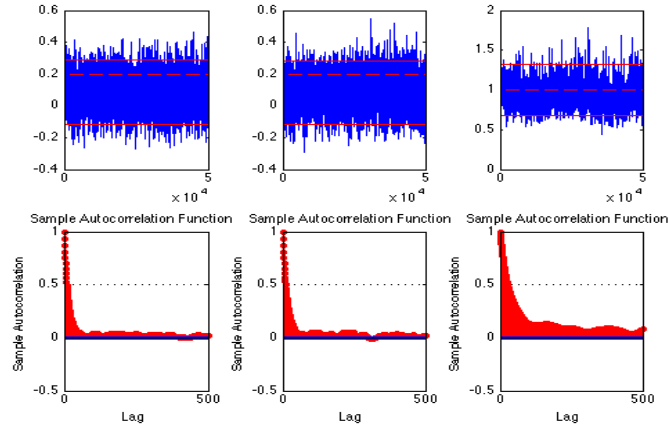 0.6 0.6 2
0.4 0.4 1.5
0.2 0.2 1
0 0 0.5
-0.2 -0.2
-0.4 -0.4 0
0 5 0 5 0 5
× 10^4 × 10^4 × 10^4
Sample Autocorrelation Function Sample Autocorrelation Function Sample Autocorrelation Function
1 1 1
Sample Autocorrelation Sample Autocorrelation Sample Autocorrelation
0.5 0.5 0.5
0 0 0
-0.5 -0.5 -0.5
0 500 0 500 0 500
Lag Lag Lag